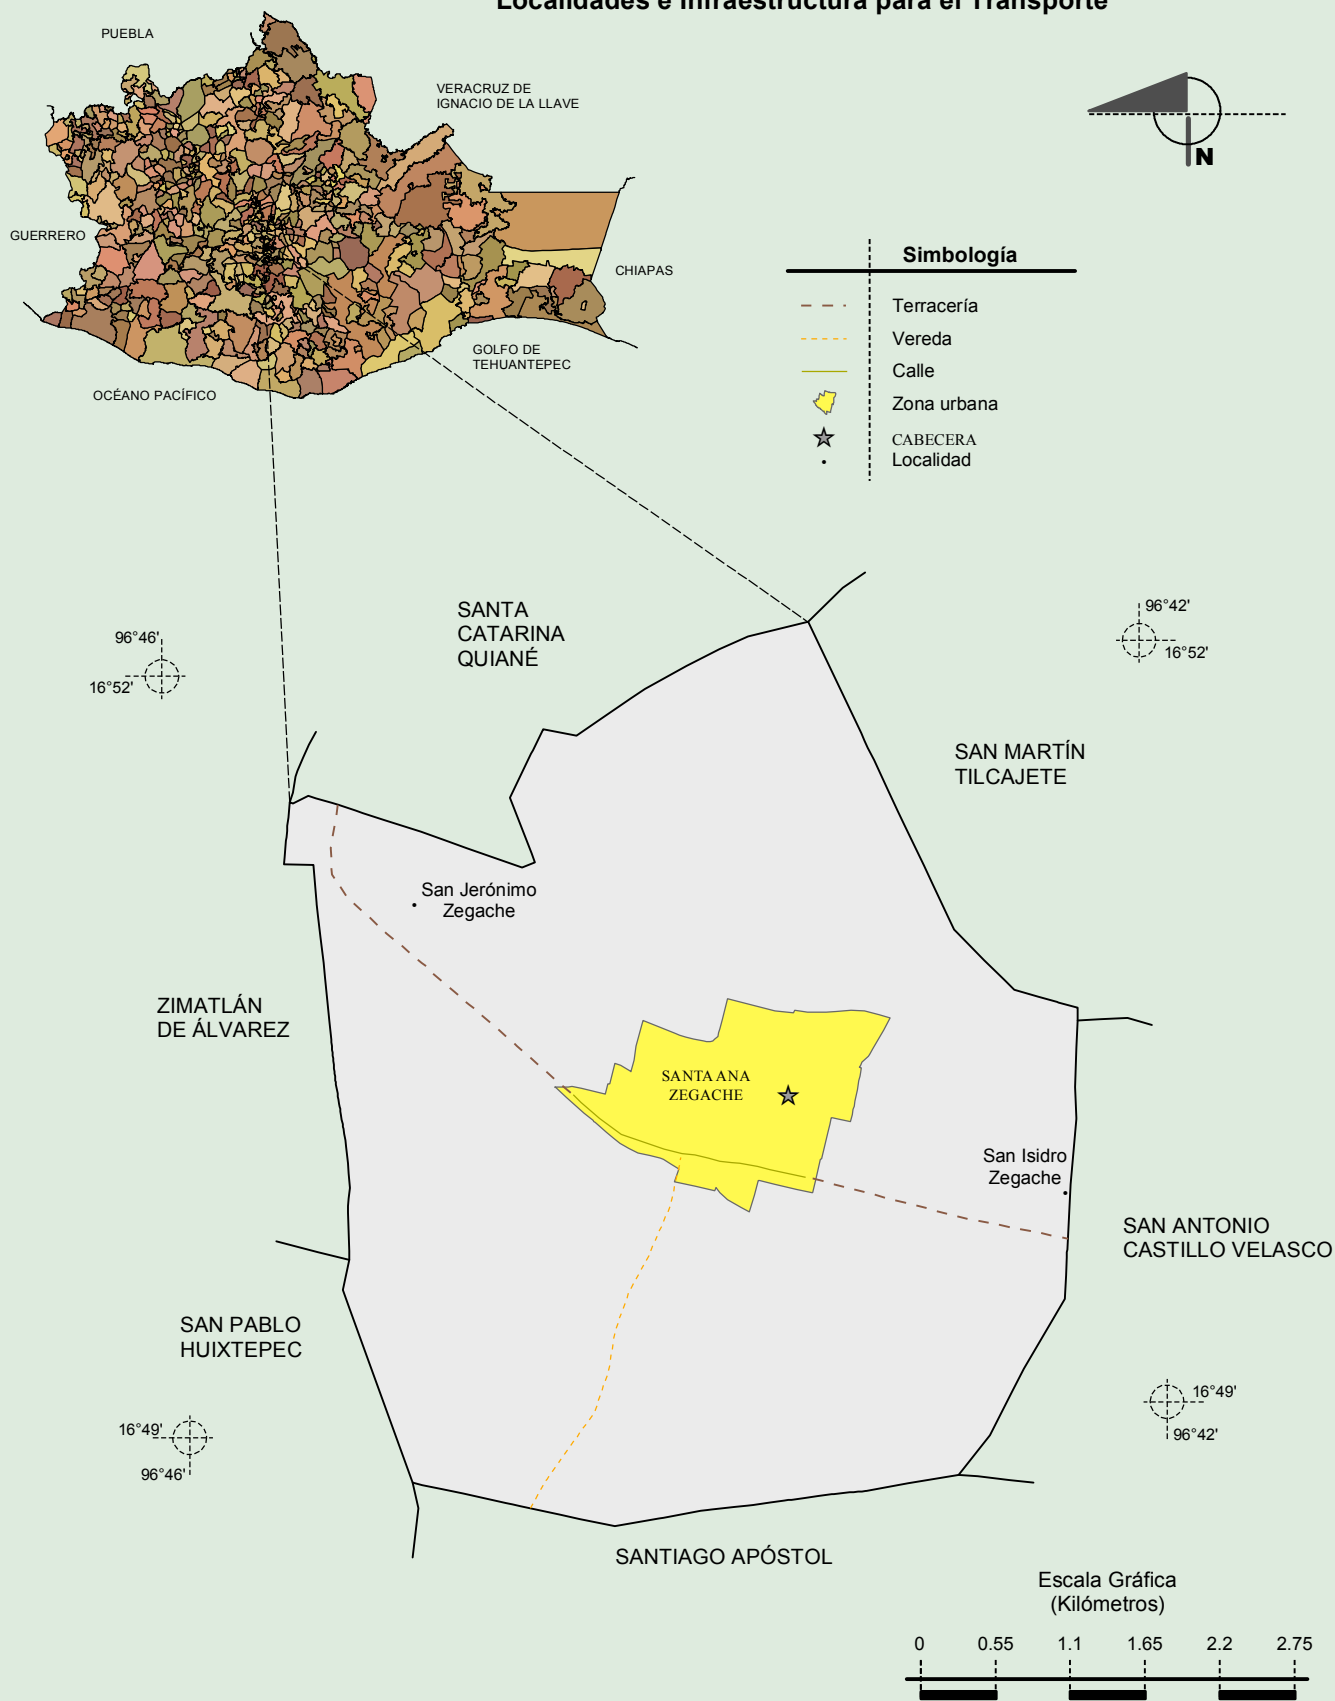 Localidades e Infraestructura para el Transporte
PUEBLA
VERACRUZ DE
IGNACIO DE LA LLAVE
GUERRERO
CHIAPAS
GOLFO DE
TEHUANTEPEC
OCÉANO PACÍFICO
N
Simbología
Terracería
Vereda
Calle
Zona urbana
CABECERA
Localidad
SANTA
CATARINA
QUIANÉ
96°46'
16°52'
96°42'
16°52'
SAN MARTÍN
TILCAJETE
San Jerónimo
Zegache
ZIMATLÁN
DE ÁLVAREZ
SANTA ANA
ZEGACHE
San Isidro
Zegache
SAN ANTONIO
CASTILLO VELASCO
SAN PABLO
HUIXTEPEC
16°49'
96°46'
16°49'
96°42'
SANTIAGO APÓSTOL
Escala Gráfica
(Kilómetros)
0 0.55 1.1 1.65 2.2 2.75